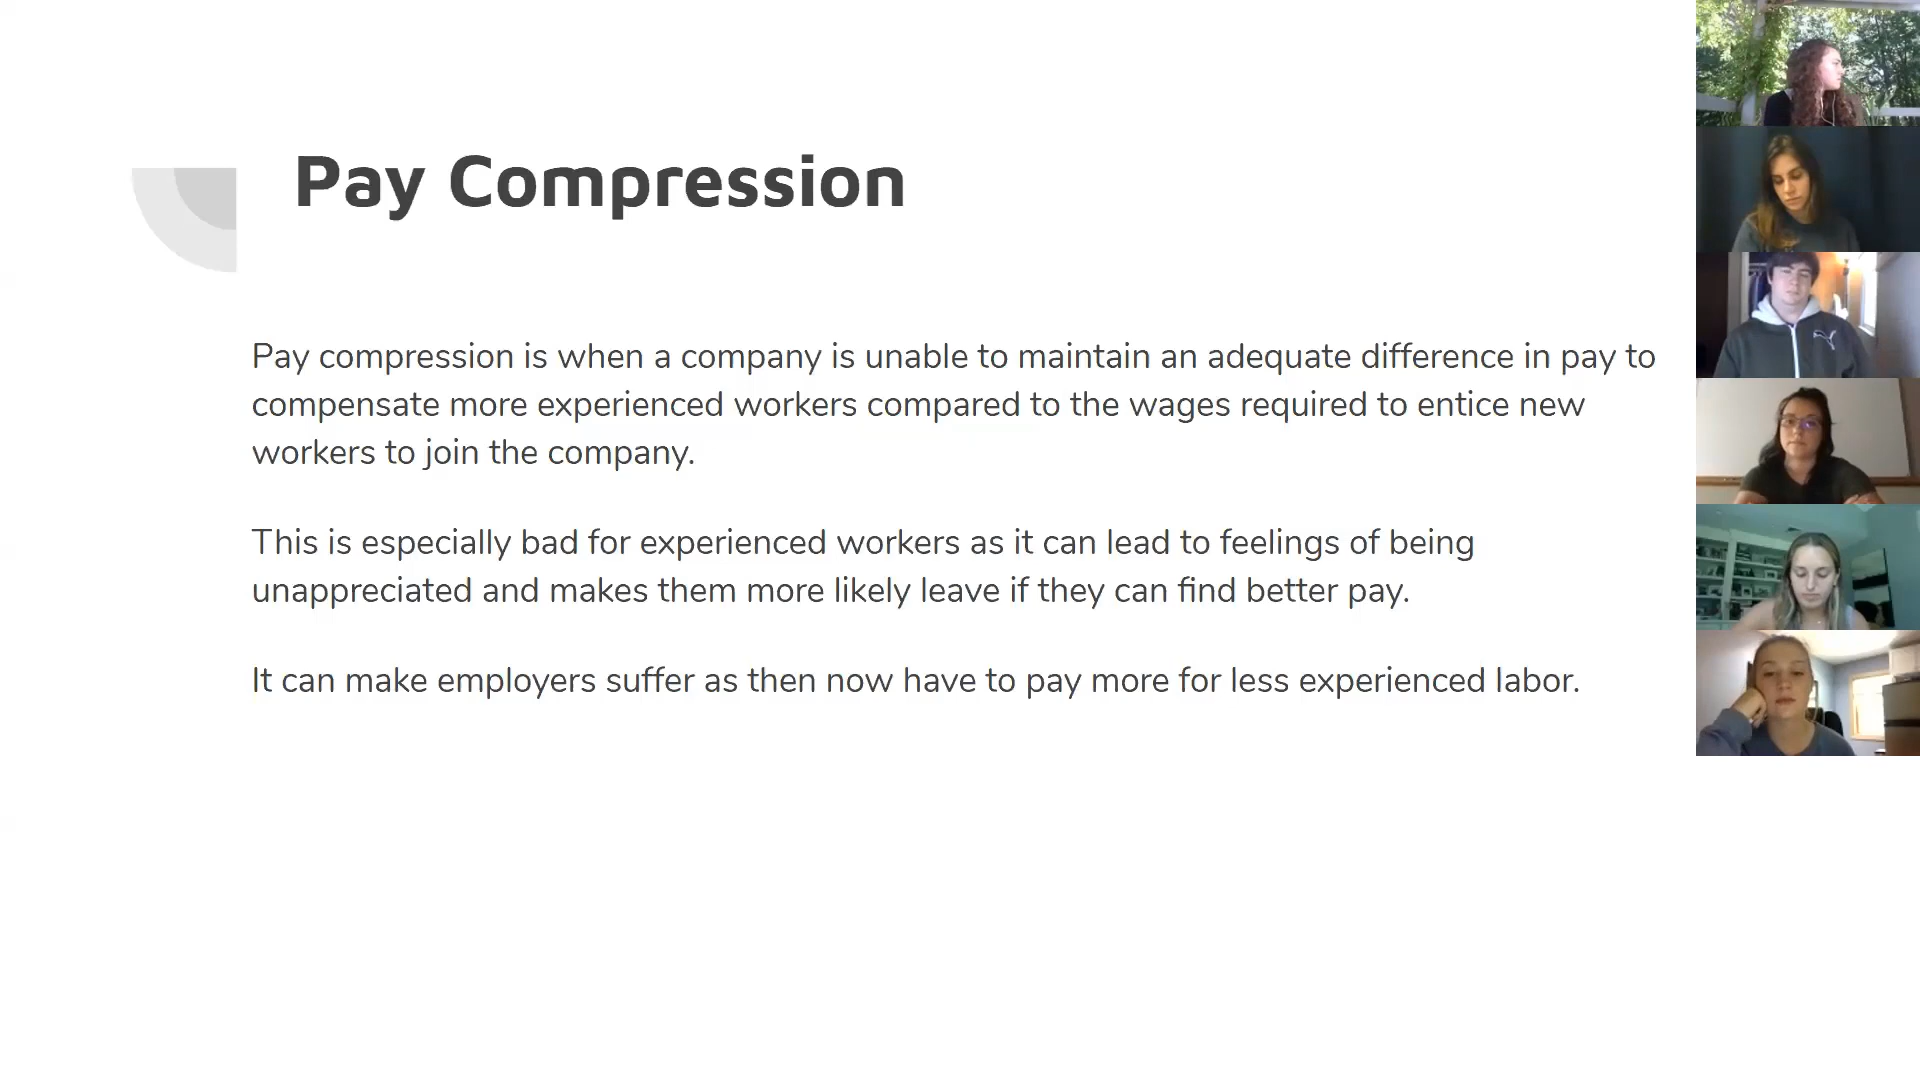 Pay Compression
Pay compression is when a company is unable to maintain an adequate difference in pay to
compensate more experienced workers compared to the wages required to entice new
workers to join the company.
This is especially bad for experienced workers as it can lead to feelings of being
unappreciated and makes them more likely leave if they can find better pay.
It can make employers suffer as then now have to pay more for less experienced labor.